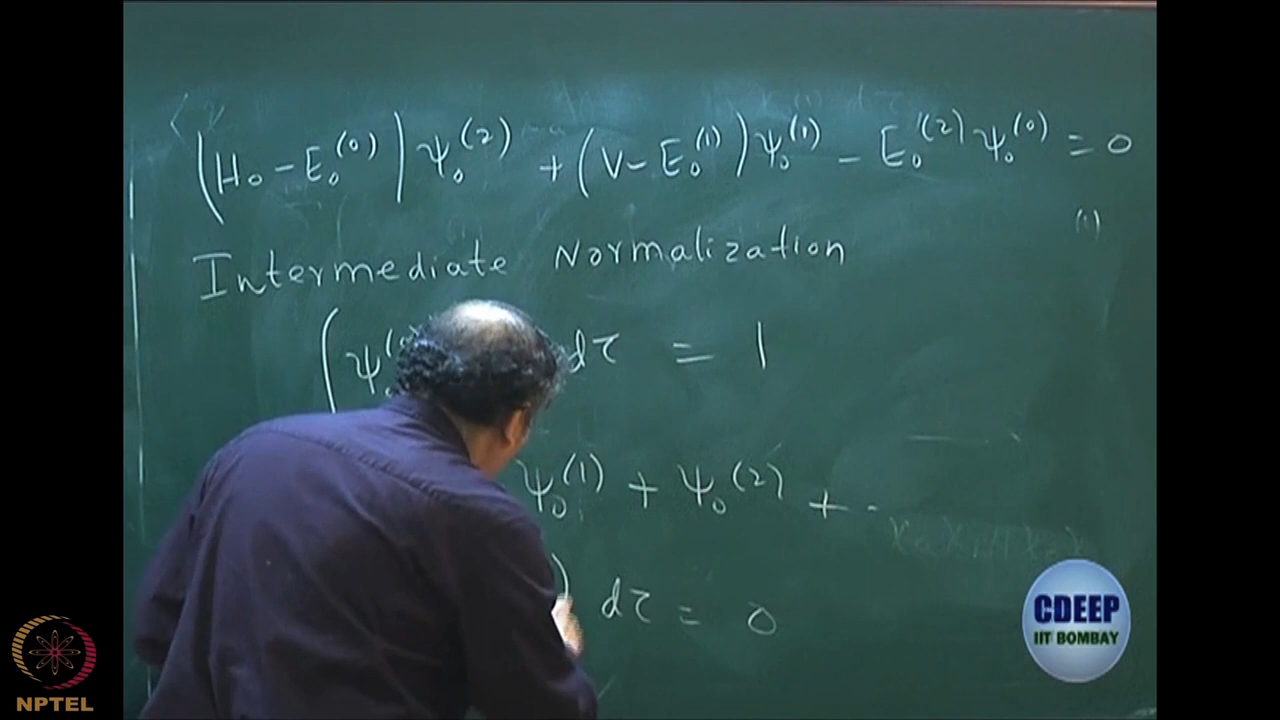 (H₀ − E₀⁽⁰⁾) ψ₀⁽²⁾ + (V − E₀⁽¹⁾) ψ₀⁽¹⁾ − E₀⁽²⁾ ψ₀⁽⁰⁾ = 0
(1)
Intermediate Normalization
∫ ψ dτ = 1
ψ₀⁽¹⁾ + ψ₀⁽²⁾ + ..
) dτ = 0
CDEEP
IIT BOMBAY
NPTEL